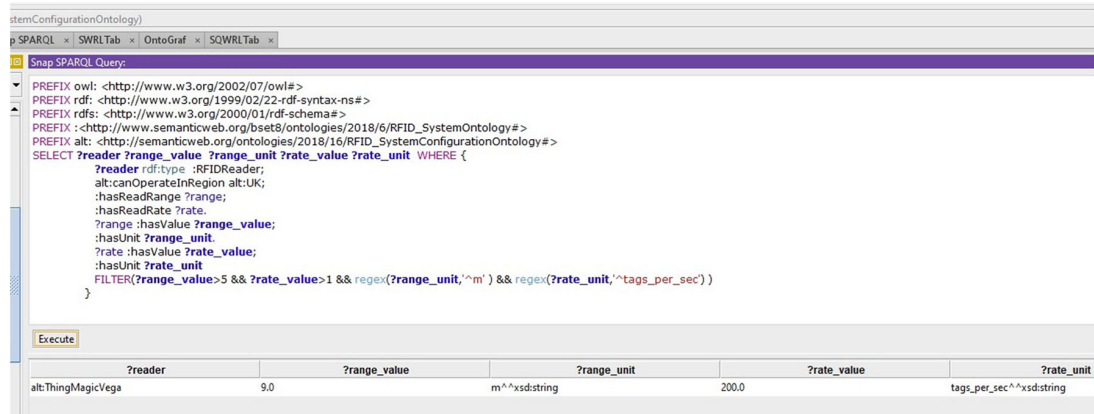 stemConfigurationOntology)
p SPARQL × SWRLTab × OntoGraf × SQWRLTab ×
Snap SPARQL Query:
PREFIX owl: <http://www.w3.org/2002/07/owl#>
PREFIX rdf: <http://www.w3.org/1999/02/22-rdf-syntax-ns#>
PREFIX rdfs: <http://www.w3.org/2000/01/rdf-schema#>
PREFIX :<http://www.semanticweb.org/bset8/ontologies/2018/6/RFID_SystemOntology#>
PREFIX alt: <http://semanticweb.org/ontologies/2018/16/RFID_SystemConfigurationOntology#>
SELECT ?reader ?range_value ?range_unit ?rate_value ?rate_unit WHERE {
?reader rdf:type :RFIDReader;
alt:canOperateInRegion alt:UK;
:hasReadRange ?range;
:hasReadRate ?rate.
?range :hasValue ?range_value;
:hasUnit ?range_unit.
?rate :hasValue ?rate_value;
:hasUnit ?rate_unit
FILTER(?range_value>5 && ?rate_value>1 && regex(?range_unit,'^m' ) && regex(?rate_unit,'^tags_per_sec') )
}
Execute
?reader ?range_value ?range_unit ?rate_value ?rate_unit
alt:ThingMagicVega 9.0 m^^xsd:string 200.0 tags_per_sec^^xsd:string